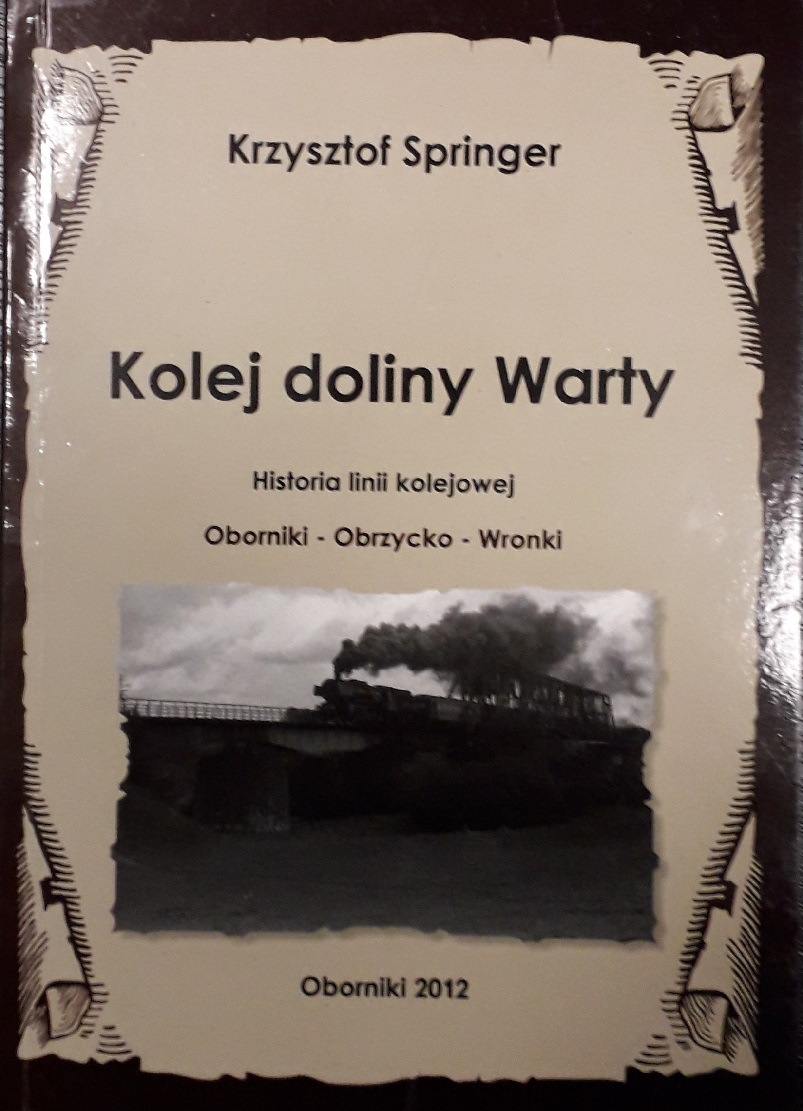 Krzysztof Springer
Kolej doliny Warty
Historia linii kolejowej
Oborniki - Obrzycko - Wronki
Oborniki 2012